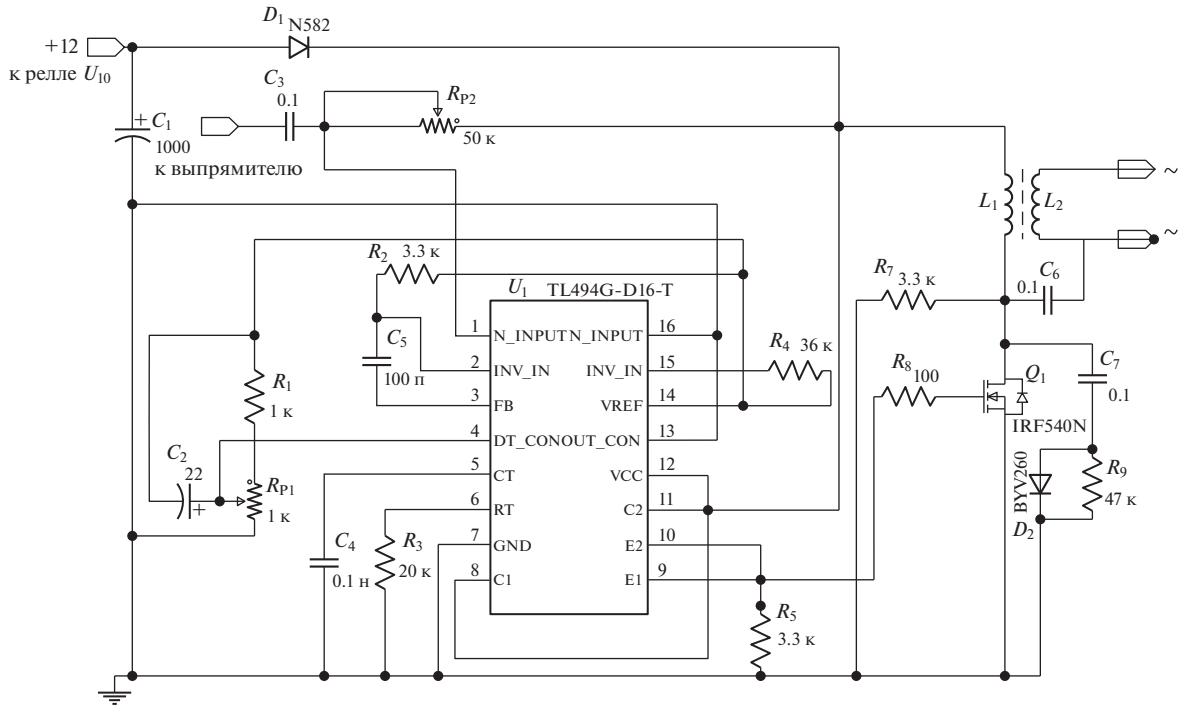 D1 N582
+12
к релле U10
C3
0.1
RP2
50 к
+ C1
1000
к выпрямителю
~
L1 L2
~
R2 3.3 к
R7
3.3 к
C6
0.1
U1 TL494G-D16-T
1 N_INPUT N_INPUT 16
C5
100 п
R4 36 к
2 INV_IN INV_IN 15
R8 100
Q1
C7
0.1
R1
1 к
3 FB VREF 14
IRF540N
4 DT_CON OUT_CON 13
C2
22
+
RP1
1 к
5 CT VCC 12
BYV260
R9
47 к
6 RT C2 11
D2
C4
0.1 н
R3
20 к
7 GND E2 10
8 C1 E1 9
R5
3.3 к